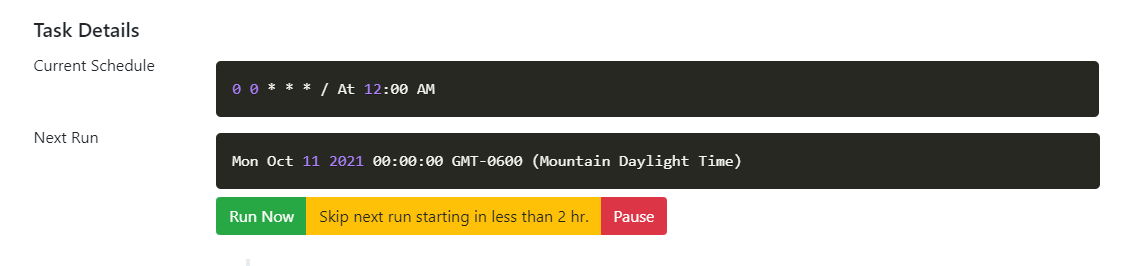 Task Details
Current Schedule
0 0 * * * / At 12:00 AM
Next Run
Mon Oct 11 2021 00:00:00 GMT-0600 (Mountain Daylight Time)
Run Now Skip next run starting in less than 2 hr. Pause